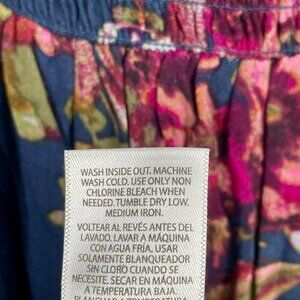 WASH INSIDE OUT. MACHINE
WASH COLD. USE ONLY NON
CHLORINE BLEACH WHEN
NEEDED. TUMBLE DRY LOW.
MEDIUM IRON.
VOLTEAR AL REVÉS ANTES DEL
LAVADO. LAVAR A MÁQUINA
CON AGUA FRÍA. USAR
SOLAMENTE BLANQUEADOR
SIN CLORO CUANDO SE
NECESITE. SECAR EN MÁQUINA
A TEMPERATURA BAJA.
PLANCHAR A TEMPERATURA